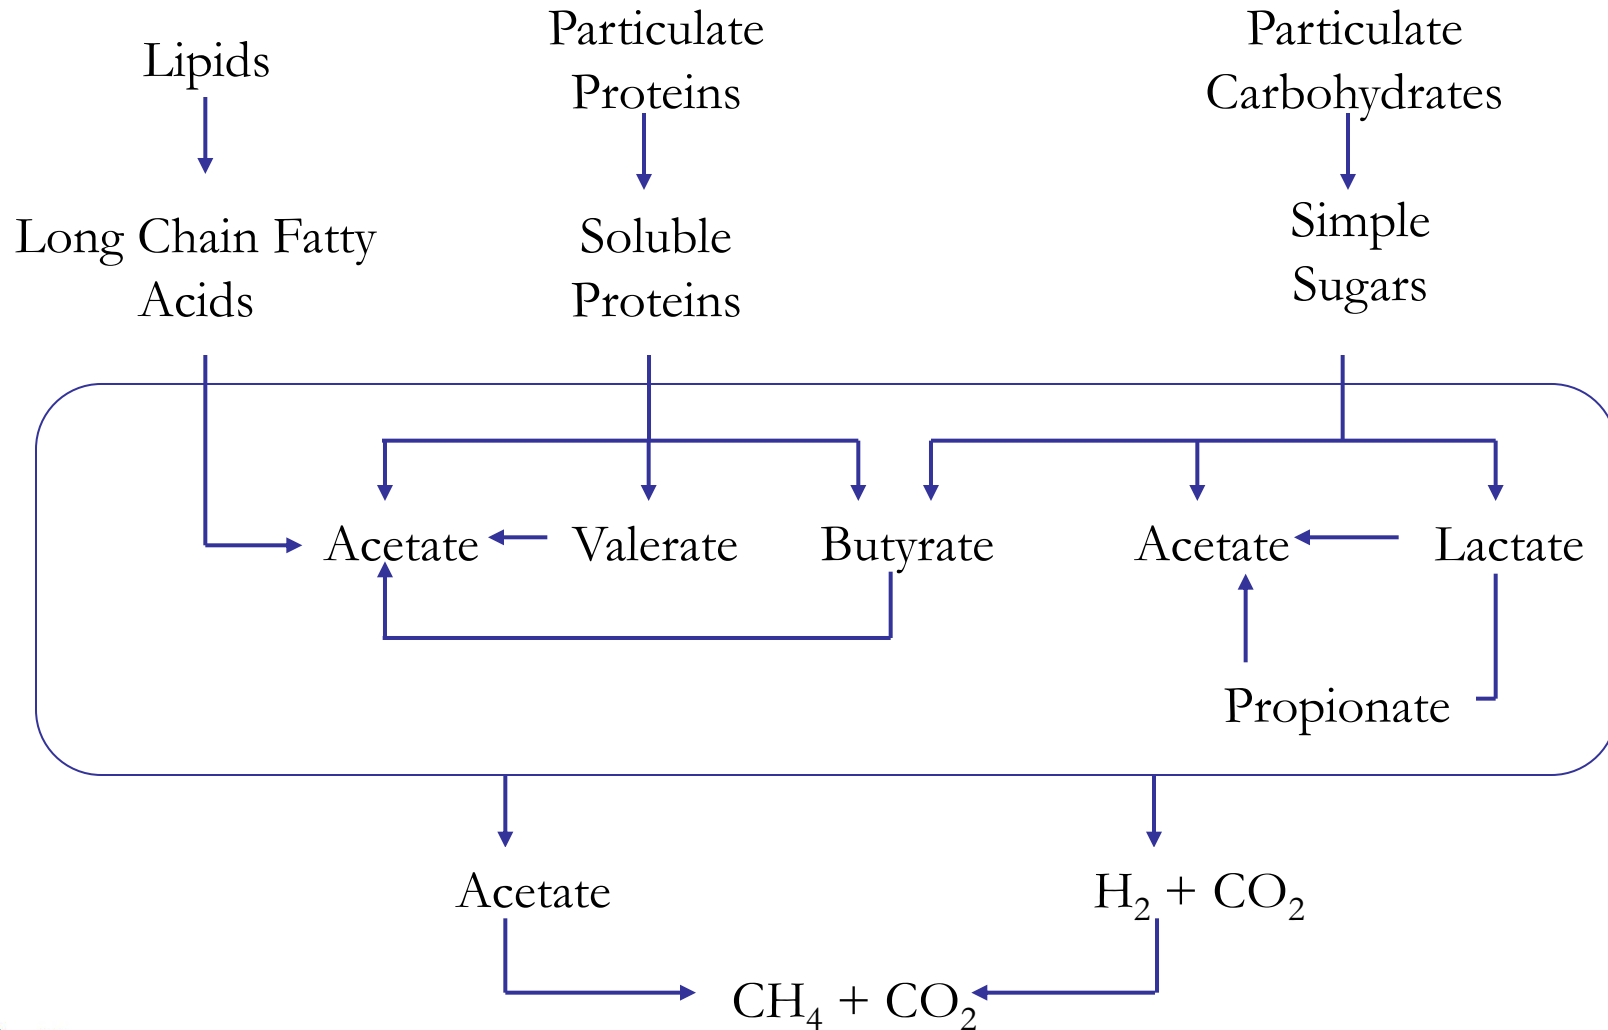 Lipids
Particulate
Proteins
Particulate
Carbohydrates
Long Chain Fatty
Acids
Soluble
Proteins
Simple
Sugars
Acetate
Valerate
Butyrate
Acetate
Lactate
Propionate
Acetate
H₂ + CO₂
CH₄ + CO₂